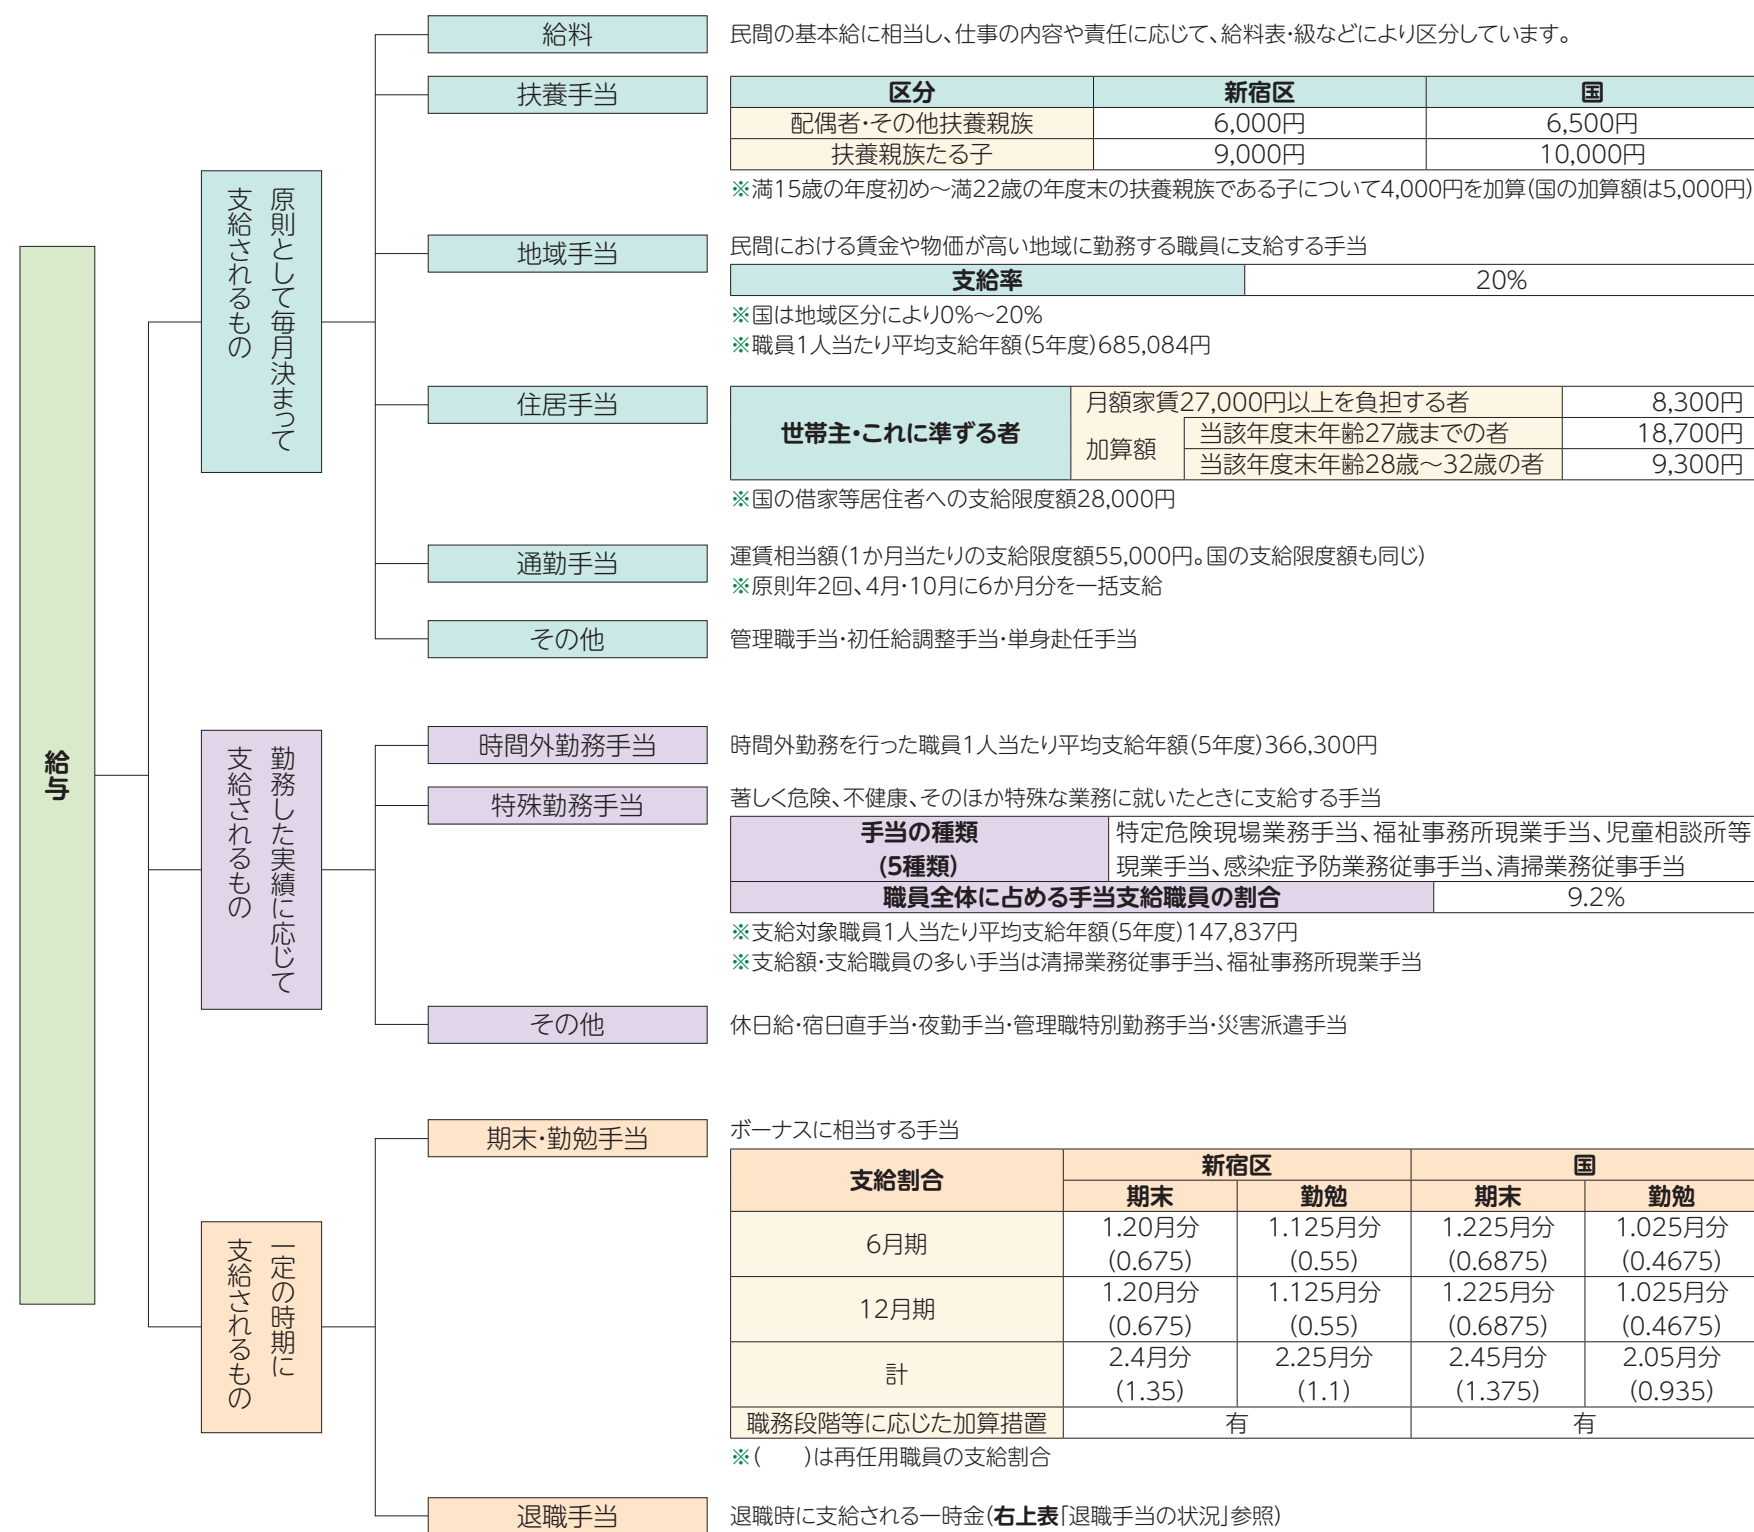 給与
原則として毎月決まって
支給されるもの
給料
民間の基本給に相当し、仕事の内容や責任に応じて、給料表・級などにより区分しています。
扶養手当
区分 新宿区 国
配偶者・その他扶養親族 6,000円 6,500円
扶養親族たる子 9,000円 10,000円
※満15歳の年度初め～満22歳の年度末の扶養親族である子について4,000円を加算(国の加算額は5,000円)
地域手当
民間における賃金や物価が高い地域に勤務する職員に支給する手当
支給率 20%
※国は地域区分により0%～20%
※職員1人当たり平均支給年額(5年度)685,084円
住居手当
世帯主・これに準ずる者
月額家賃27,000円以上を負担する者 8,300円
加算額
当該年度末年齢27歳までの者 18,700円
当該年度末年齢28歳～32歳の者 9,300円
※国の借家等居住者への支給限度額28,000円
通勤手当
運賃相当額(1か月当たりの支給限度額55,000円。国の支給限度額も同じ)
※原則年2回、4月・10月に6か月分を一括支給
その他
管理職手当・初任給調整手当・単身赴任手当
勤務した実績に応じて
支給されるもの
時間外勤務手当
時間外勤務を行った職員1人当たり平均支給年額(5年度)366,300円
特殊勤務手当
著しく危険、不健康、そのほか特殊な業務に就いたときに支給する手当
手当の種類
(5種類)
特定危険現場業務手当、福祉事務所現業手当、児童相談所等
現業手当、感染症予防業務従事手当、清掃業務従事手当
職員全体に占める手当支給職員の割合 9.2%
※支給対象職員1人当たり平均支給年額(5年度)147,837円
※支給額・支給職員の多い手当は清掃業務従事手当、福祉事務所現業手当
その他
休日給・宿日直手当・夜勤手当・管理職特別勤務手当・災害派遣手当
一定の時期に
支給されるもの
期末・勤勉手当
ボーナスに相当する手当
支給割合 新宿区 国
期末 勤勉 期末 勤勉
6月期 1.20月分 1.125月分 1.225月分 1.025月分
(0.675) (0.55) (0.6875) (0.4675)
12月期 1.20月分 1.125月分 1.225月分 1.025月分
(0.675) (0.55) (0.6875) (0.4675)
計 2.4月分 2.25月分 2.45月分 2.05月分
(1.35) (1.1) (1.375) (0.935)
職務段階等に応じた加算措置 有 有
※(　　)は再任用職員の支給割合
退職手当
退職時に支給される一時金(右上表「退職手当の状況」参照)